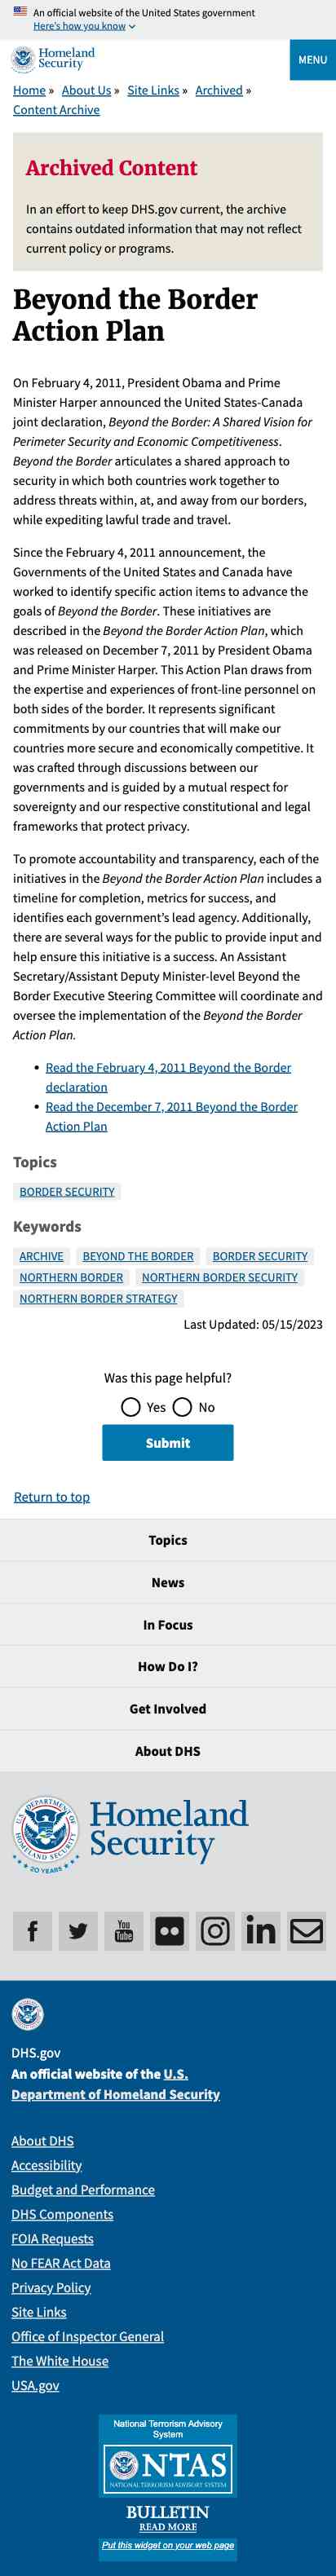 An official website of the United States government
Here's how you know
Homeland
Security
MENU
Home » About Us » Site Links » Archived »
Content Archive
Archived Content
In an effort to keep DHS.gov current, the archive
contains outdated information that may not reflect
current policy or programs.
Beyond the Border
Action Plan
On February 4, 2011, President Obama and Prime
Minister Harper announced the United States-Canada
joint declaration, Beyond the Border: A Shared Vision for
Perimeter Security and Economic Competitiveness.
Beyond the Border articulates a shared approach to
security in which both countries work together to
address threats within, at, and away from our borders,
while expediting lawful trade and travel.
Since the February 4, 2011 announcement, the
Governments of the United States and Canada have
worked to identify specific action items to advance the
goals of Beyond the Border. These initiatives are
described in the Beyond the Border Action Plan, which
was released on December 7, 2011 by President Obama
and Prime Minister Harper. This Action Plan draws from
the expertise and experiences of front-line personnel on
both sides of the border. It represents significant
commitments by our countries that will make our
countries more secure and economically competitive. It
was crafted through discussions between our
governments and is guided by a mutual respect for
sovereignty and our respective constitutional and legal
frameworks that protect privacy.
To promote accountability and transparency, each of the
initiatives in the Beyond the Border Action Plan includes a
timeline for completion, metrics for success, and
identifies each government's lead agency. Additionally,
there are several ways for the public to provide input and
help ensure this initiative is a success. An Assistant
Secretary/Assistant Deputy Minister-level Beyond the
Border Executive Steering Committee will coordinate and
oversee the implementation of the Beyond the Border
Action Plan.
Read the February 4, 2011 Beyond the Border
declaration
Read the December 7, 2011 Beyond the Border
Action Plan
Topics
BORDER SECURITY
Keywords
ARCHIVE BEYOND THE BORDER BORDER SECURITY
NORTHERN BORDER NORTHERN BORDER SECURITY
NORTHERN BORDER STRATEGY
Last Updated: 05/15/2023
Was this page helpful?
Yes No
Submit
Return to top
Topics
News
In Focus
How Do I?
Get Involved
About DHS
Homeland
Security
20 YEARS
You
Tube
DHS.gov
An official website of the U.S.
Department of Homeland Security
About DHS
Accessibility
Budget and Performance
DHS Components
FOIA Requests
No FEAR Act Data
Privacy Policy
Site Links
Office of Inspector General
The White House
USA.gov
National Terrorism Advisory
System
NTAS
NATIONAL TERRORISM ADVISORY SYSTEM
BULLETIN
READ MORE
Put this widget on your web page